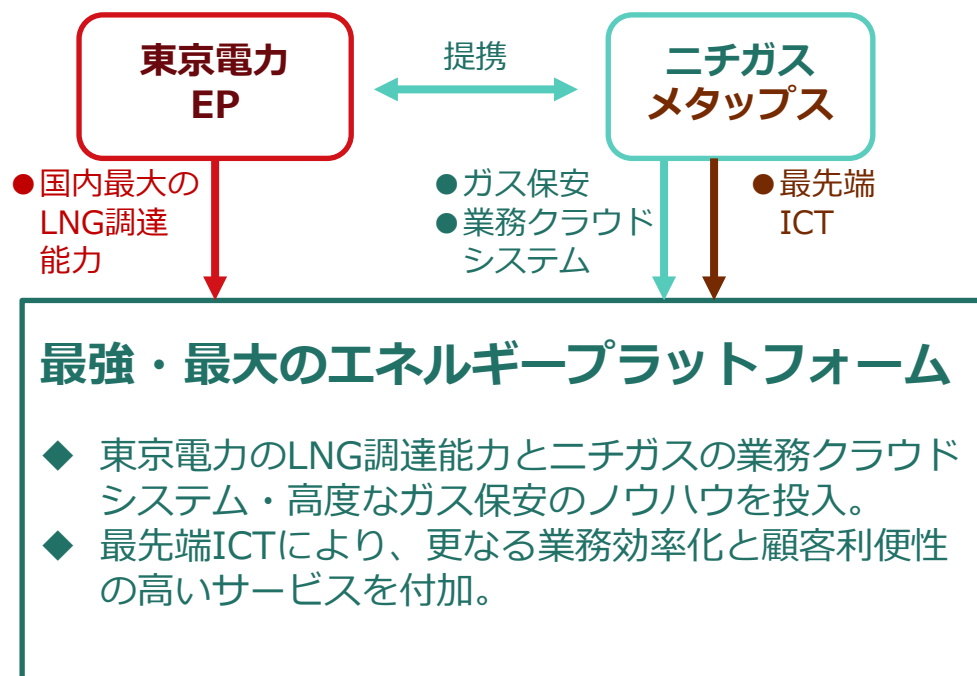 東京電力
EP
提携
ニチガス
メタップス
●国内最大の
LNG調達
能力
●ガス保安
●業務クラウド
システム
●最先端
ICT
最強・最大のエネルギープラットフォーム
◆ 東京電力のLNG調達能力とニチガスの業務クラウド
システム・高度なガス保安のノウハウを投入。
◆ 最先端ICTにより、更なる業務効率化と顧客利便性
の高いサービスを付加。